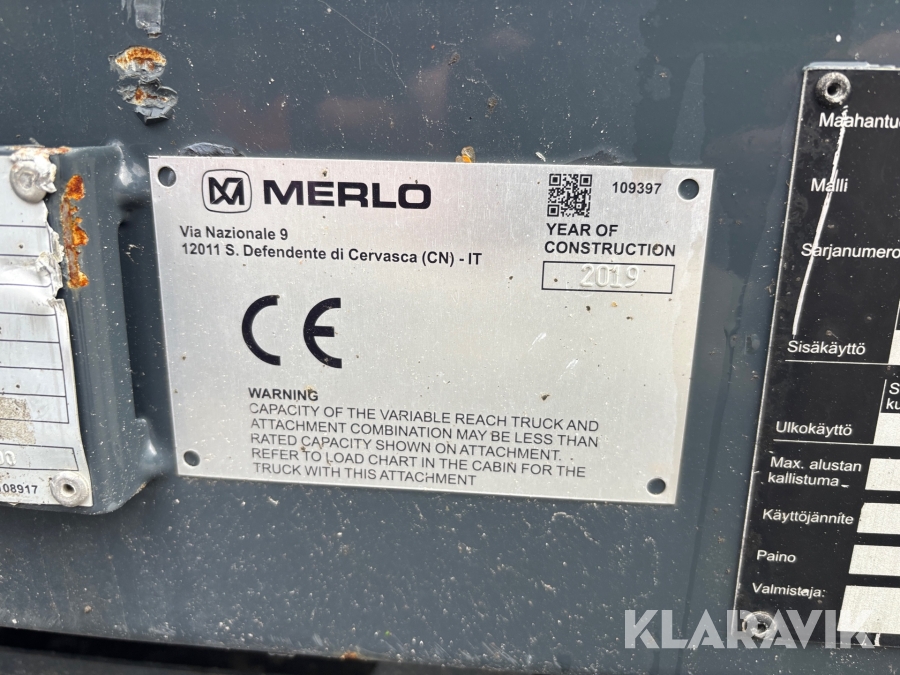 MERLO
109397
Via Nazionale 9
12011 S. Defendente di Cervasca (CN) - IT
YEAR OF
CONSTRUCTION
2019
CE
WARNING
CAPACITY OF THE VARIABLE REACH TRUCK AND
ATTACHMENT COMBINATION MAY BE LESS THAN
RATED CAPACITY SHOWN ON ATTACHMENT.
REFER TO LOAD CHART IN THE CABIN FOR THE
TRUCK WITH THIS ATTACHMENT
08917
Maahantuo
Malli
Sarjanumero
Sisäkäyttö
Ulkokäyttö
Max. alustan
kallistuma
Käyttöjännite
Paino
Valmistaja:
KLARAVIK